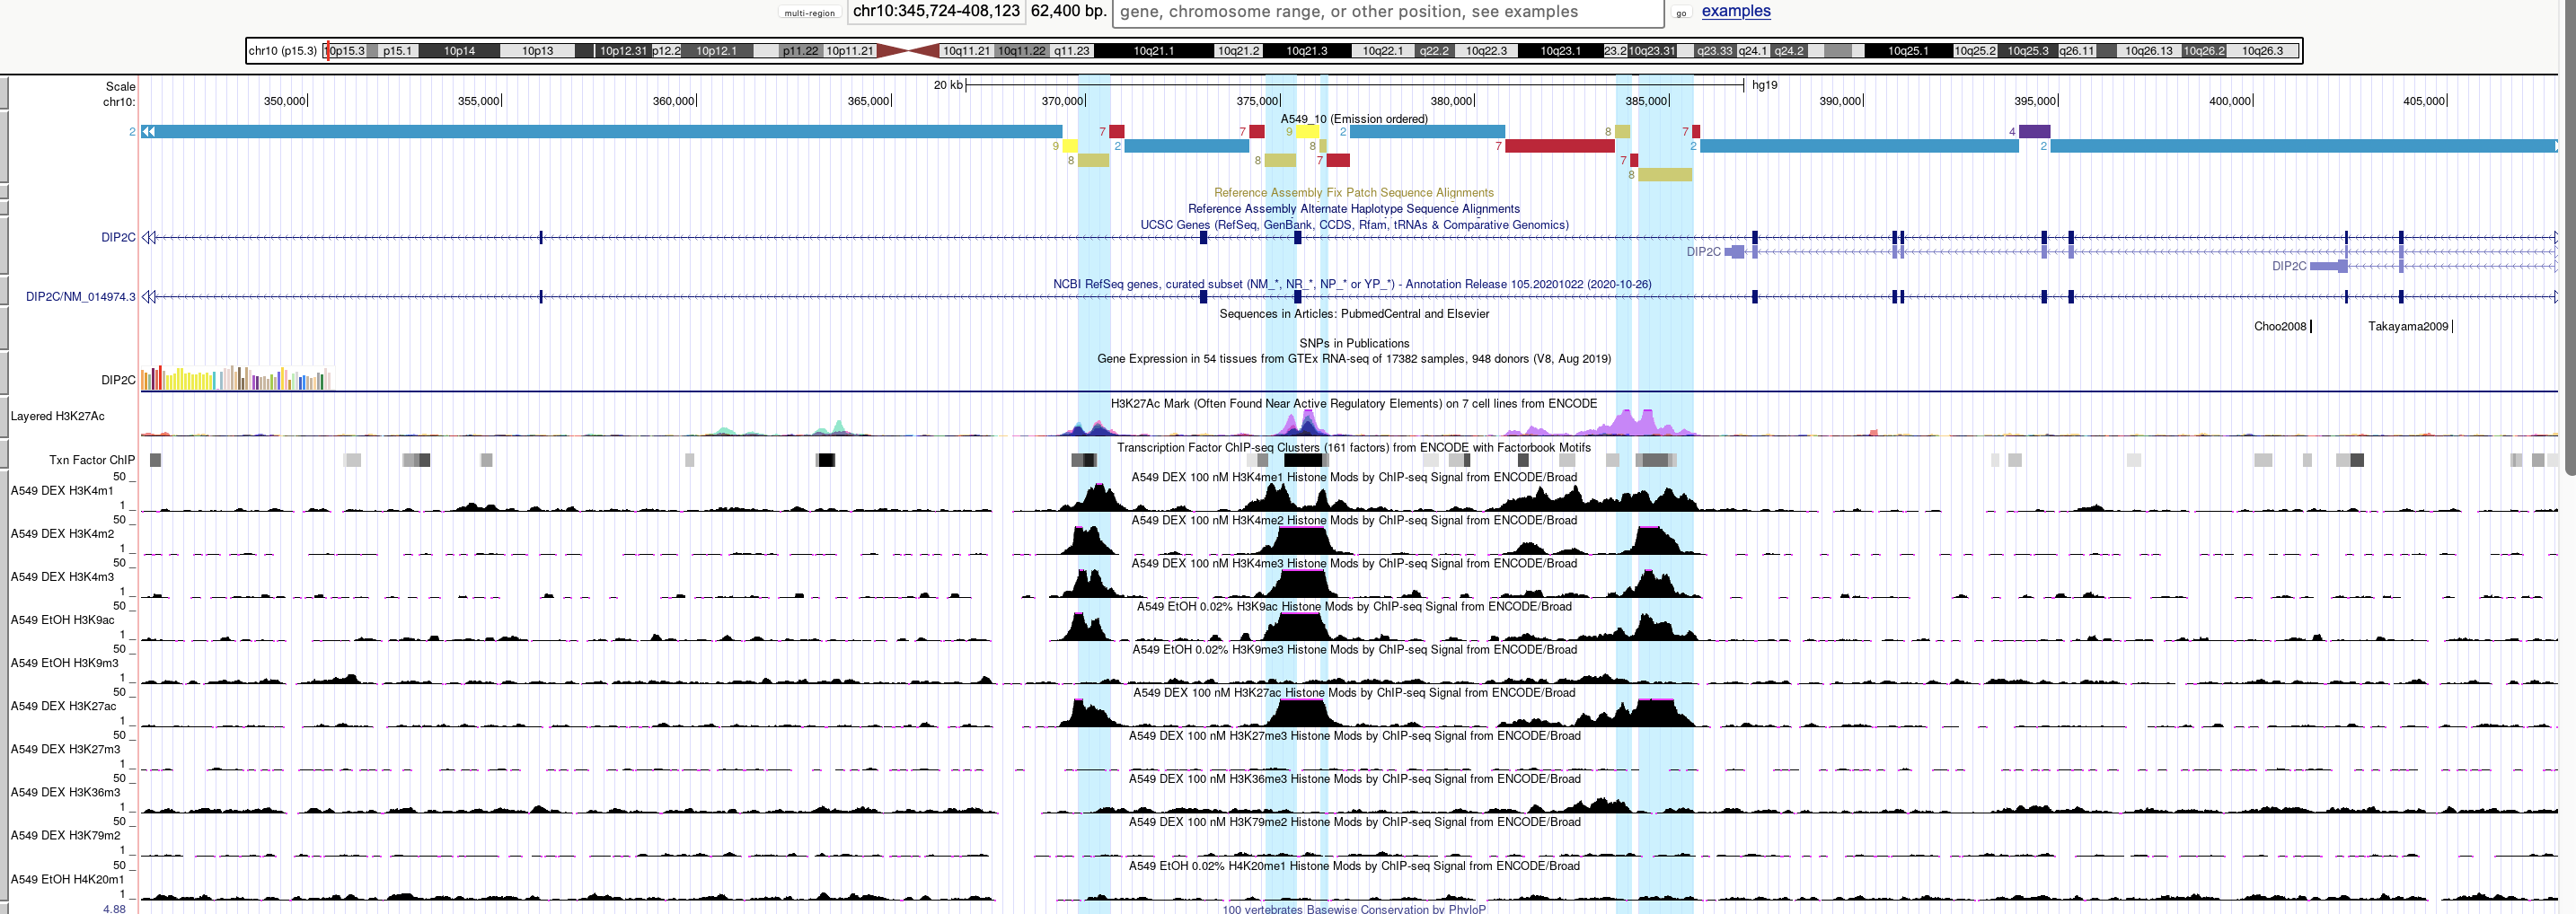 multi-region chr10:345,724-408,123 62,400 bp. gene, chromosome range, or other position, see examples go examples
chr10 (p15.3) 10p15.3 p15.1 10p14 10p13 10p12.31 p12.2 10p12.1 p11.22 10p11.21 10q11.21 10q11.22 q11.23 10q21.1 10q21.2 10q21.3 10q22.1 q22.2 10q22.3 10q23.1 23.2 10q23.31 q23.33 q24.1 q24.2 10q25.1 10q25.2 10q25.3 q26.11 10q26.13 10q26.2 10q26.3
Scale 20 kb hg19
chr10: 350,000 355,000 360,000 365,000 370,000 375,000 380,000 385,000 390,000 395,000 400,000 405,000
A549_10 (Emission ordered)
2 7 7 9 2 8 7 4
9 2 8 7 2 2
8 8 7 7
8
Reference Assembly Fix Patch Sequence Alignments
Reference Assembly Alternate Haplotype Sequence Alignments
UCSC Genes (RefSeq, GenBank, CCDS, Rfam, tRNAs & Comparative Genomics)
DIP2C
DIP2C
DIP2C
NCBI RefSeq genes, curated subset (NM_*, NR_*, NP_* or YP_*) - Annotation Release 105.20201022 (2020-10-26)
DIP2C/NM_014974.3
Sequences in Articles: PubmedCentral and Elsevier
Choo2008 Takayama2009
SNPs in Publications
Gene Expression in 54 tissues from GTEx RNA-seq of 17382 samples, 948 donors (V8, Aug 2019)
DIP2C
H3K27Ac Mark (Often Found Near Active Regulatory Elements) on 7 cell lines from ENCODE
Layered H3K27Ac
Transcription Factor ChIP-seq Clusters (161 factors) from ENCODE with Factorbook Motifs
Txn Factor ChIP
A549 DEX 100 nM H3K4me1 Histone Mods by ChIP-seq Signal from ENCODE/Broad
50
A549 DEX H3K4m1
1
A549 DEX 100 nM H3K4me2 Histone Mods by ChIP-seq Signal from ENCODE/Broad
50
A549 DEX H3K4m2
1
A549 DEX 100 nM H3K4me3 Histone Mods by ChIP-seq Signal from ENCODE/Broad
50
A549 DEX H3K4m3
1
A549 EtOH 0.02% H3K9ac Histone Mods by ChIP-seq Signal from ENCODE/Broad
50
A549 EtOH H3K9ac
1
A549 EtOH 0.02% H3K9me3 Histone Mods by ChIP-seq Signal from ENCODE/Broad
50
A549 EtOH H3K9m3
1
A549 DEX 100 nM H3K27ac Histone Mods by ChIP-seq Signal from ENCODE/Broad
50
A549 DEX H3K27ac
1
A549 DEX 100 nM H3K27me3 Histone Mods by ChIP-seq Signal from ENCODE/Broad
50
A549 DEX H3K27m3
1
A549 DEX 100 nM H3K36me3 Histone Mods by ChIP-seq Signal from ENCODE/Broad
50
A549 DEX H3K36m3
1
A549 DEX 100 nM H3K79me2 Histone Mods by ChIP-seq Signal from ENCODE/Broad
50
A549 DEX H3K79m2
1
A549 EtOH 0.02% H4K20me1 Histone Mods by ChIP-seq Signal from ENCODE/Broad
50
A549 EtOH H4K20m1
1
4.88 100 vertebrates Basewise Conservation by PhyloP